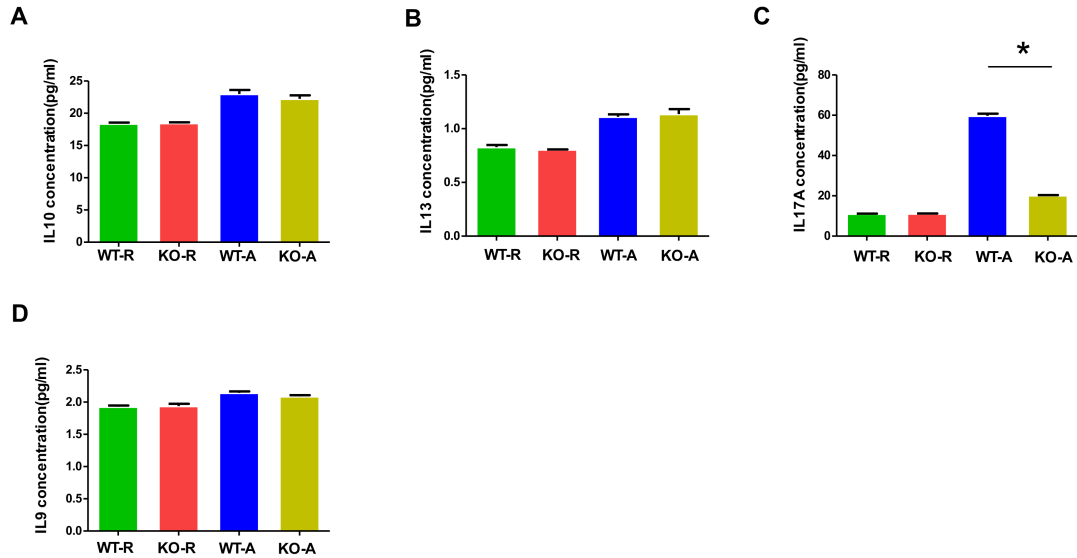 A
IL10 concentration(pg/ml)
25
20
15
10
5
0
WT-R KO-R WT-A KO-A
B
IL13 concentration(pg/ml)
1.5
1.0
0.5
0.0
WT-R KO-R WT-A KO-A
C
IL17A concentration(pg/ml)
80
60
40
20
0
*
WT-R KO-R WT-A KO-A
D
IL9 concentration(pg/ml)
2.5
2.0
1.5
1.0
0.5
0.0
WT-R KO-R WT-A KO-A